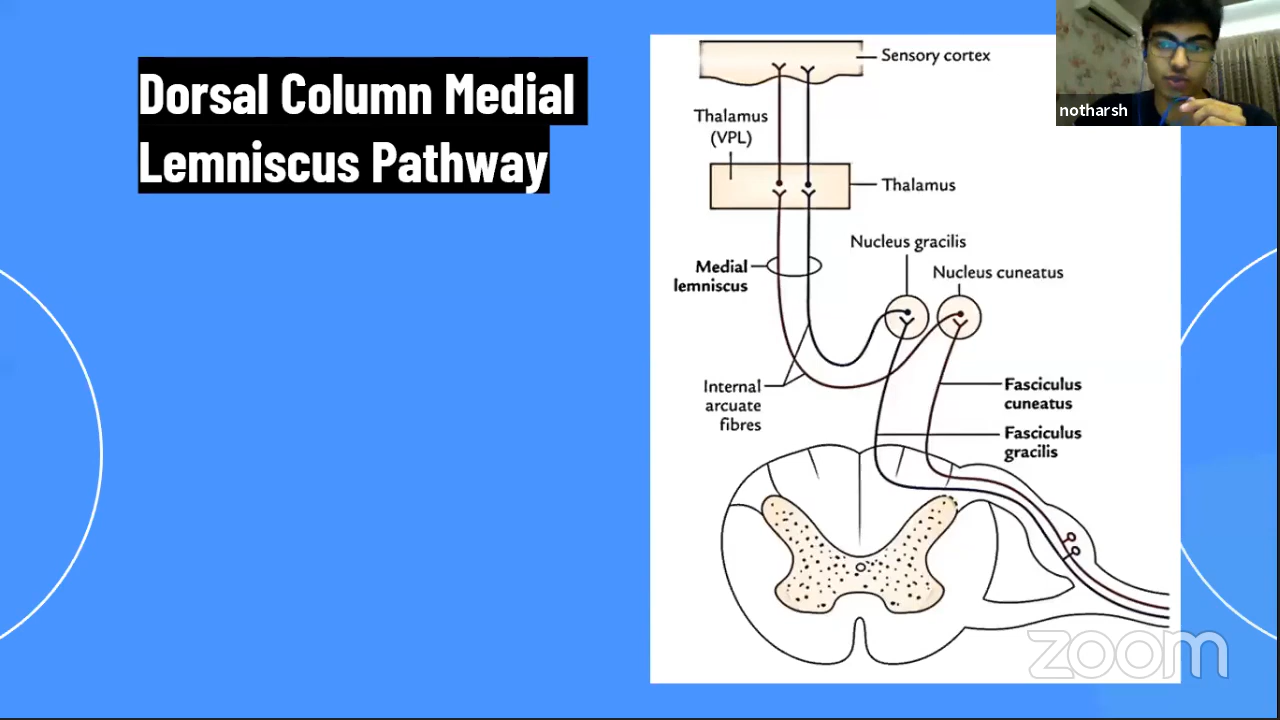 Dorsal Column Medial
Lemniscus Pathway
Sensory cortex
Thalamus
(VPL)
Thalamus
Nucleus gracilis
Nucleus cuneatus
Medial
lemniscus
Internal
arcuate
fibres
Fasciculus
cuneatus
Fasciculus
gracilis
notharsh
zoom